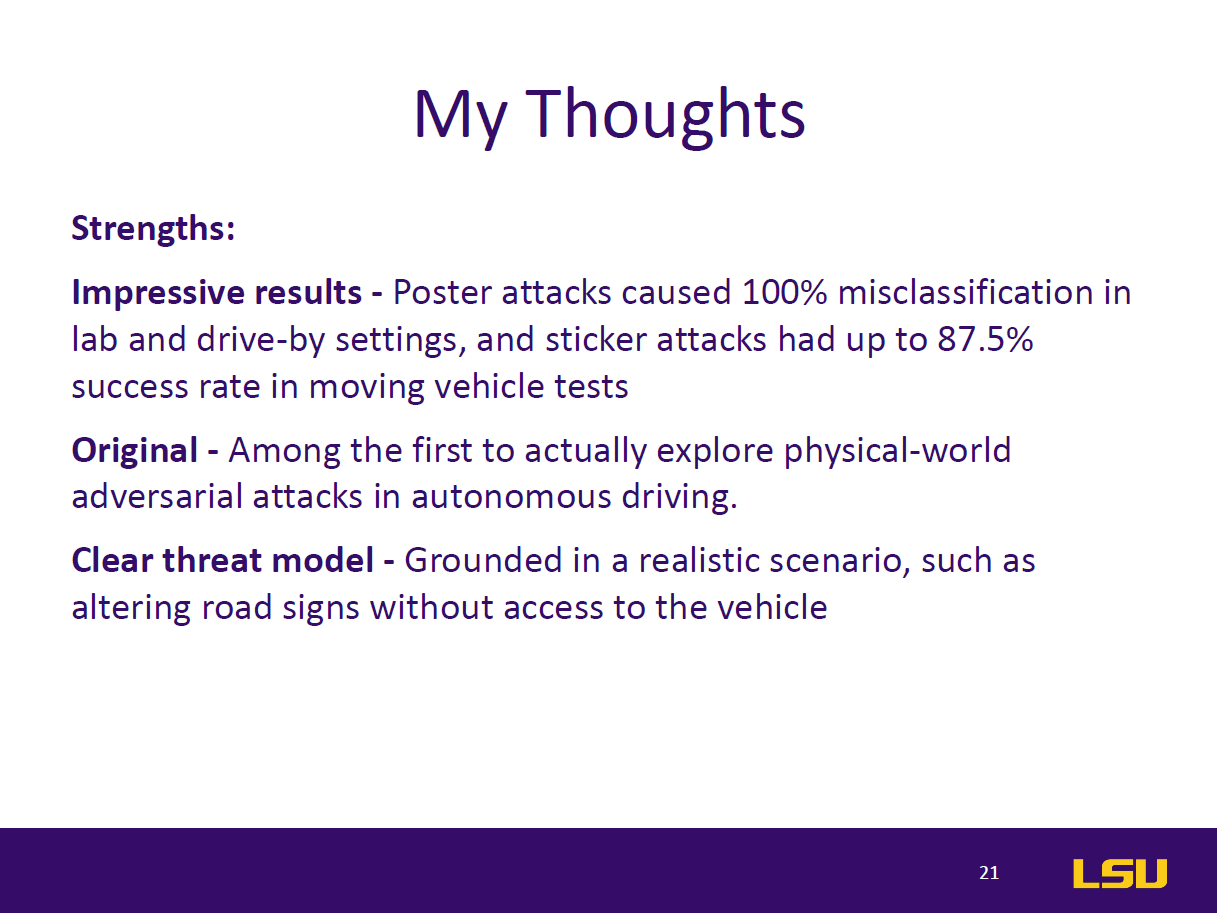 My Thoughts
Strengths:
Impressive results - Poster attacks caused 100% misclassification in
lab and drive-by settings, and sticker attacks had up to 87.5%
success rate in moving vehicle tests
Original - Among the first to actually explore physical-world
adversarial attacks in autonomous driving.
Clear threat model - Grounded in a realistic scenario, such as
altering road signs without access to the vehicle
21
LSU